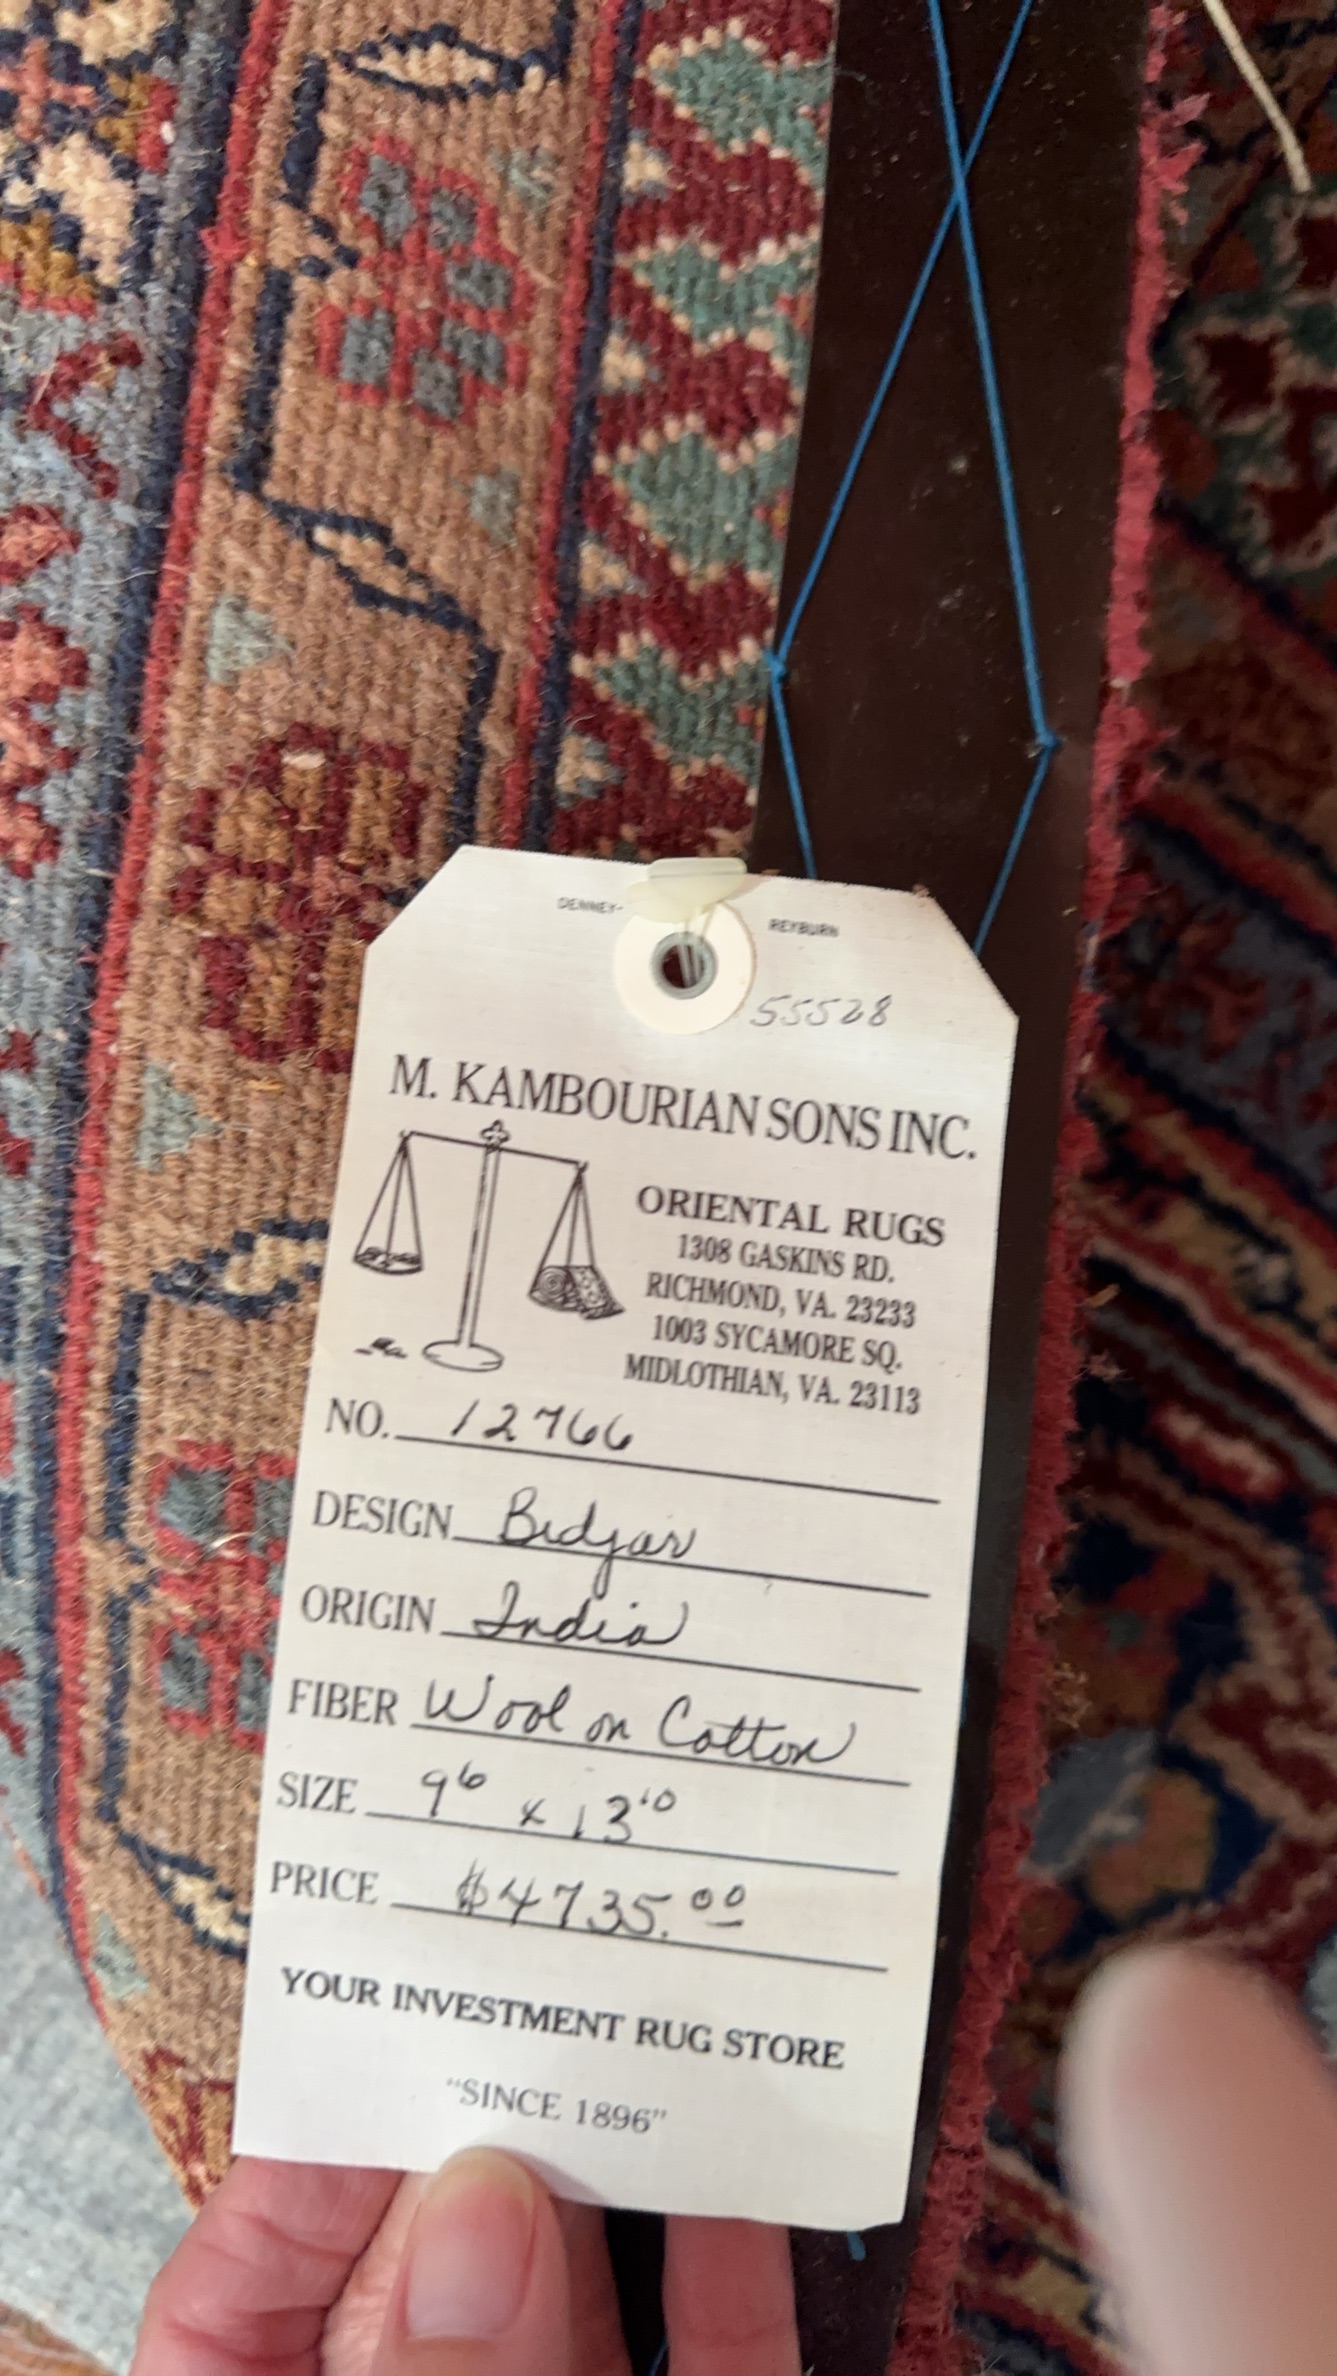 DENNEY- REYBURN
55528
M. KAMBOURIAN SONS INC.
ORIENTAL RUGS
1308 GASKINS RD.
RICHMOND, VA. 23233
1003 SYCAMORE SQ.
MIDLOTHIAN, VA. 23113
NO. 12766
DESIGN Bidjar
ORIGIN India
FIBER Wool on Cotton
SIZE 9⁶ x 13'⁰
PRICE $4735.00
YOUR INVESTMENT RUG STORE
"SINCE 1896"